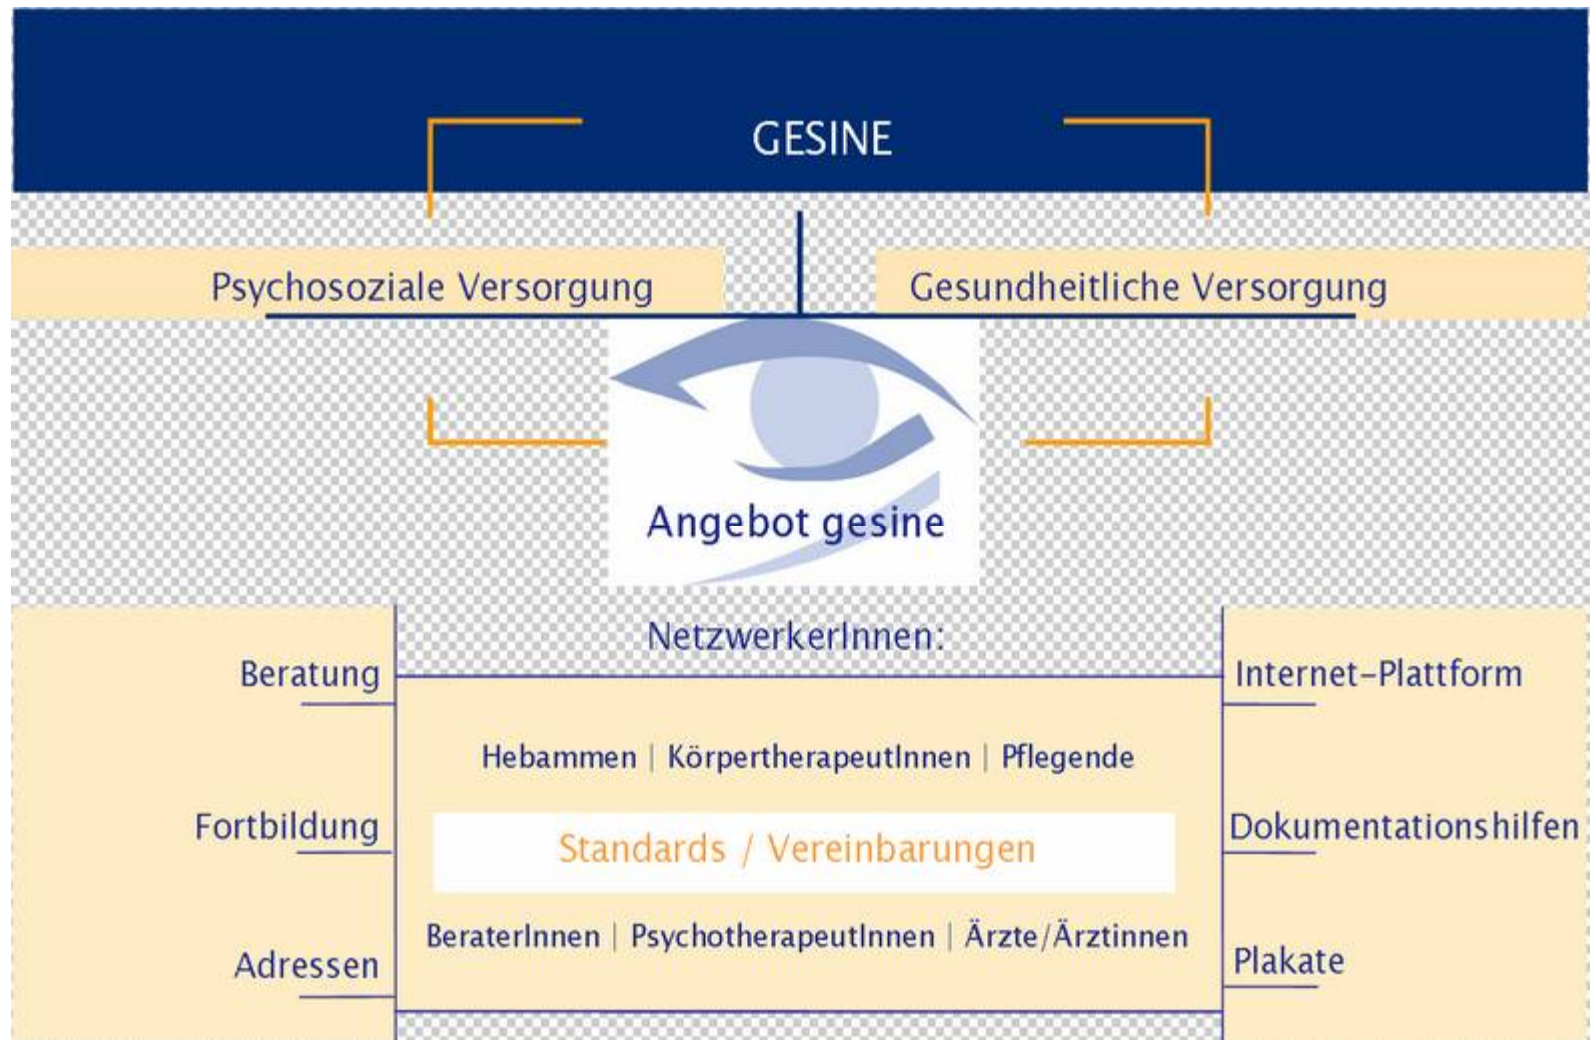 GESINE
Psychosoziale Versorgung
Gesundheitliche Versorgung
Angebot gesine
NetzwerkerInnen:
Beratung
Fortbildung
Adressen
Hebammen | KörpertherapeutInnen | Pflegende
Standards / Vereinbarungen
BeraterInnen | PsychotherapeutInnen | Ärzte/Ärztinnen
Internet-Plattform
Dokumentationshilfen
Plakate